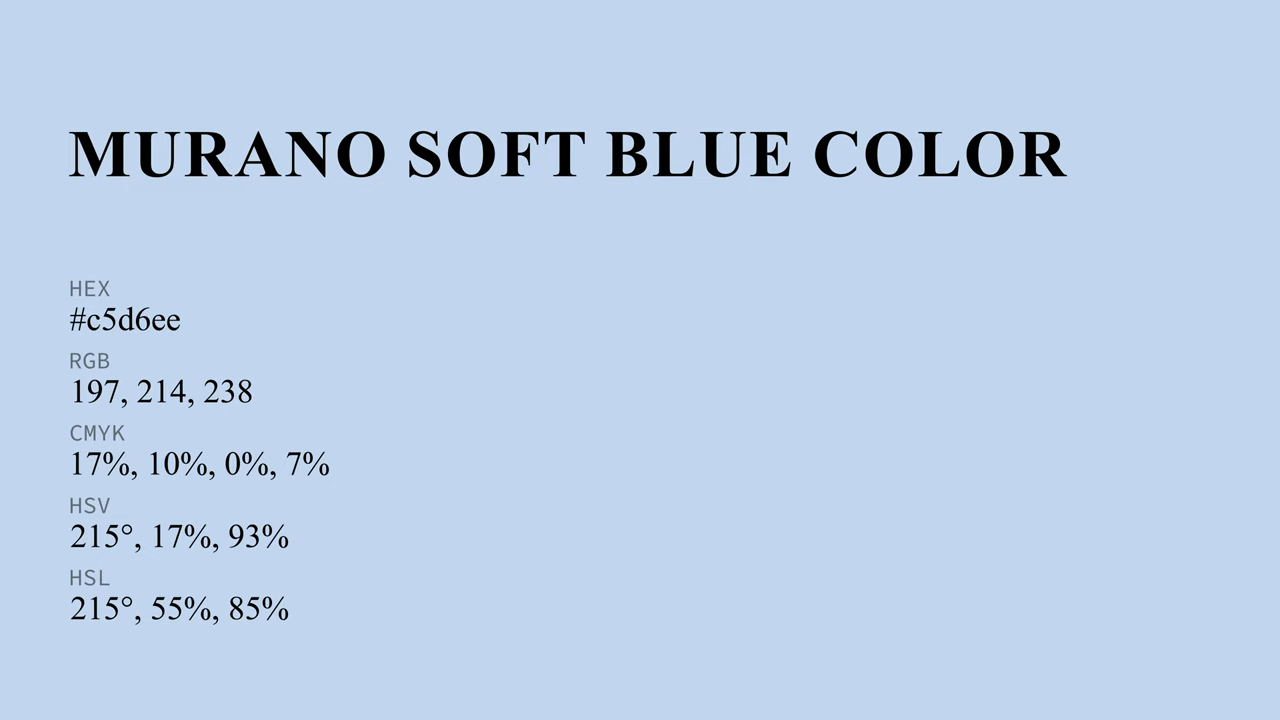 MURANO SOFT BLUE COLOR
HEX
#c5d6ee
RGB
197, 214, 238
CMYK
17%, 10%, 0%, 7%
HSV
215°, 17%, 93%
HSL
215°, 55%, 85%